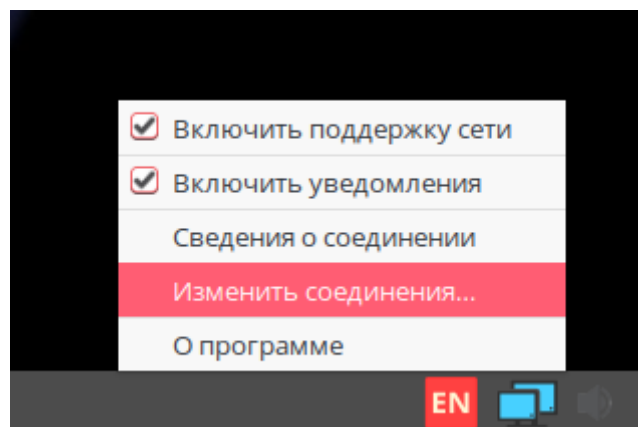 Включить поддержку сети
Включить уведомления
Сведения о соединении
Изменить соединения...
О программе
EN